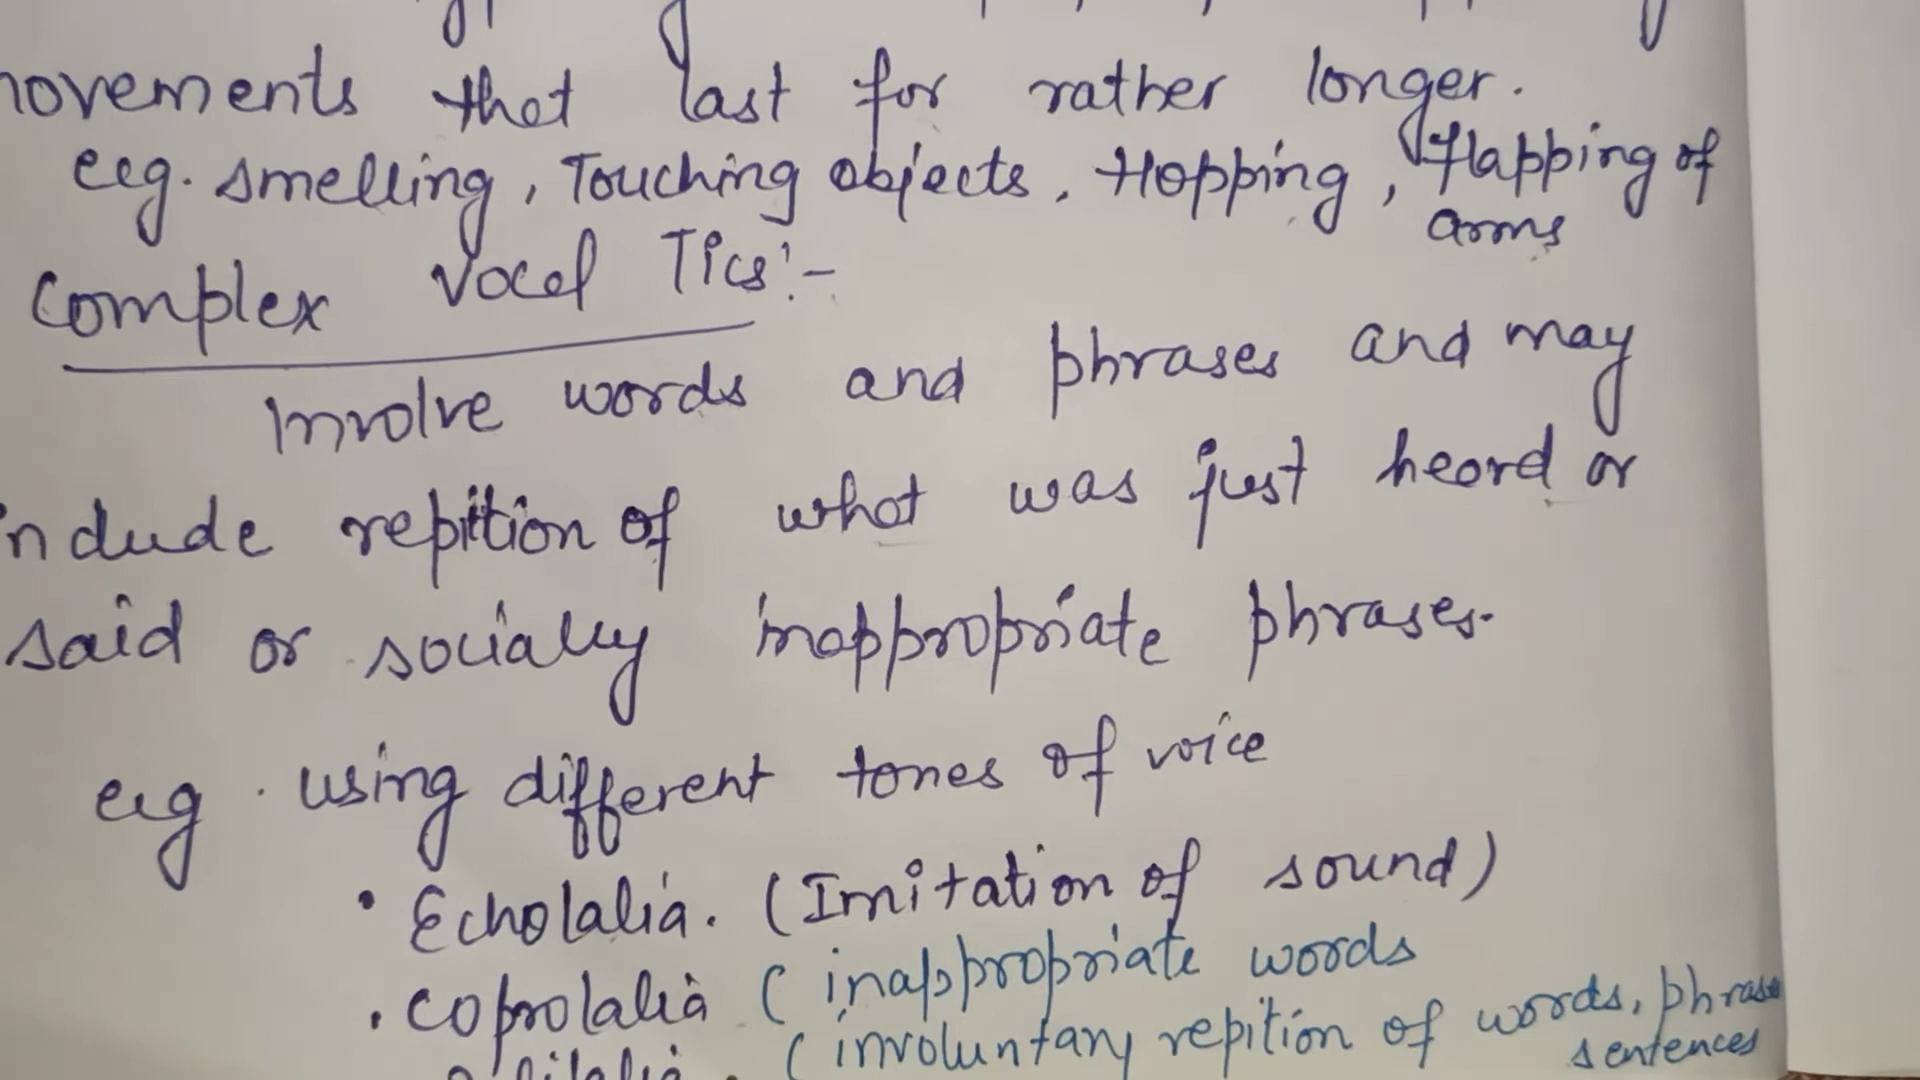 movements that last for rather longer.
e.g. smelling, Touching objects, Hopping, flapping of
arms
Complex Vocal Tics:-
Involve words and phrases and may
include repitition of what was just heard or
said or socially inappropriate phrases.
e.g. using different tones of voice
• Echolalia. (Imitation of sound)
• coprolalia (inappropriate words
(involuntary repition of words, phrases
sentences